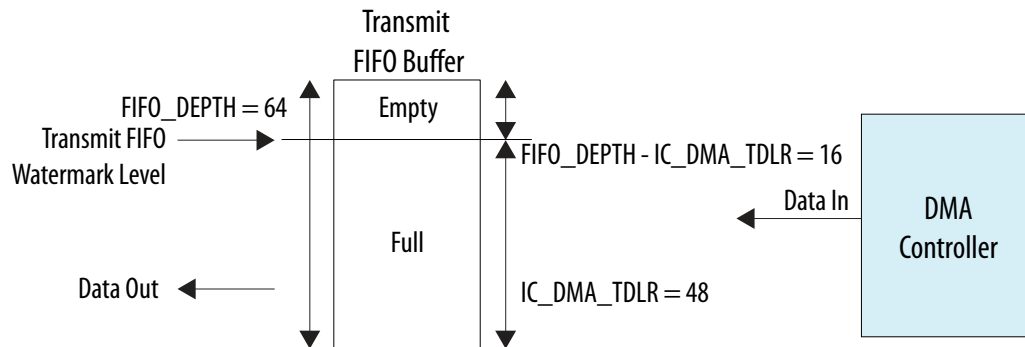 Transmit
FIFO Buffer
FIFO_DEPTH = 64
Empty
Transmit FIFO
Watermark Level
FIFO_DEPTH - IC_DMA_TDLR = 16
Data In
DMA
Controller
Full
Data Out
IC_DMA_TDLR = 48